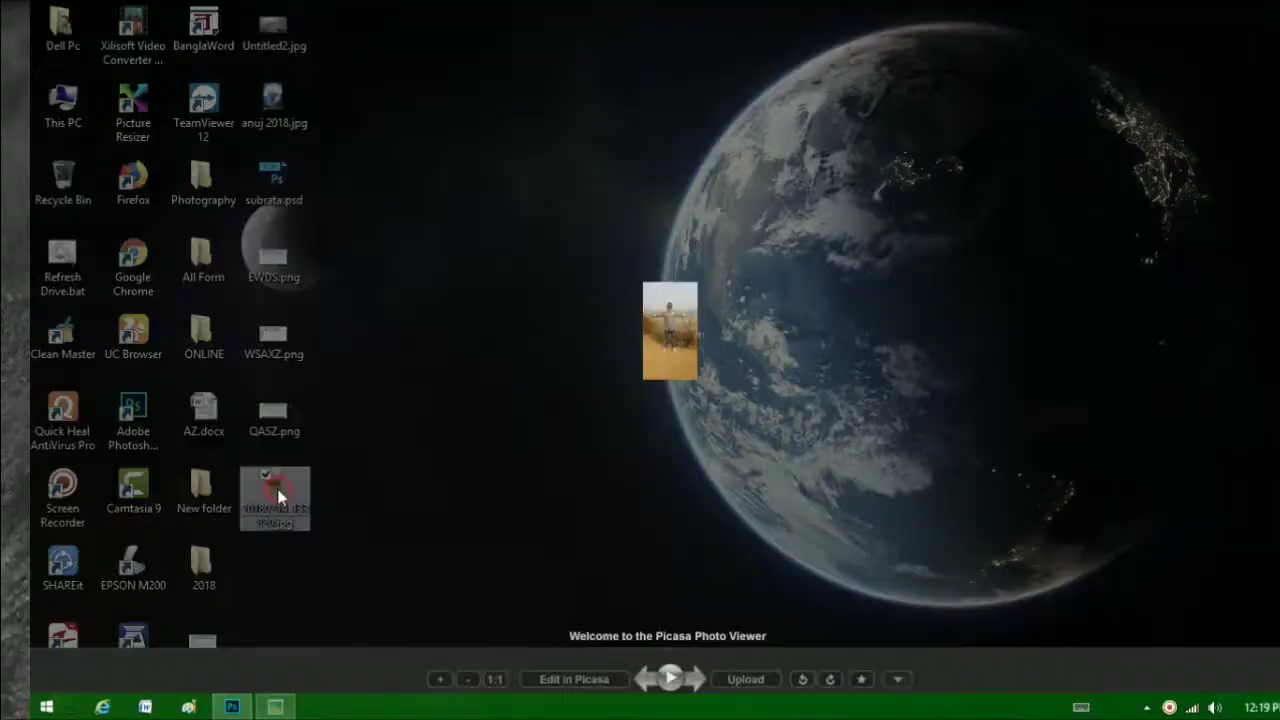 Dell Pc
Xilisoft Video
Converter ...
BanglaWord
Untitled2.jpg
This PC
Picture
Resizer
TeamViewer
12
anuj 2018.jpg
Recycle Bin
Firefox
Photography
Ps
subrata.psd
Refresh
Drive.bat
Google
Chrome
All Form
EWDS.png
Clean Master
UC Browser
ONLINE
WSAXZ.png
Quick Heal
AntiVirus Pro
Adobe
Photosh...
AZ.docx
QASZ.png
Screen
Recorder
Camtasia 9
New folder
SHAREit
EPSON M200
2018
Welcome to the Picasa Photo Viewer
+ - 1:1 Edit in Picasa Upload
Ps
12:19 P